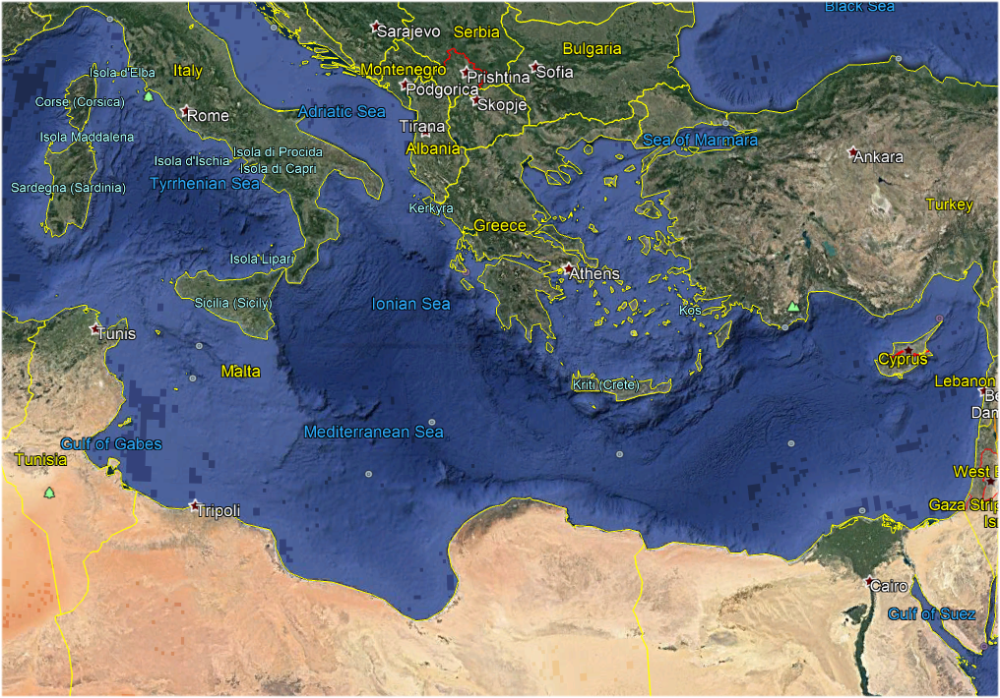 Black Sea
Sarajevo
Serbia
Bulgaria
Isola d'Elba
Italy
Montenegro
Prishtina
Sofia
Podgorica
Corse (Corsica)
Rome
Adriatic Sea
Skopje
Tirana
Isola Maddalena
Albania
Sea of Marmara
Isola di Procida
Isola d'Ischia
Isola di Capri
Ankara
Sardegna (Sardinia)
Tyrrhenian Sea
Kerkyra
Turkey
Greece
Isola Lipari
Athens
Sicilia (Sicily)
Ionian Sea
Kos
Tunis
Cyprus
Malta
Kriti (Crete)
Lebanon
Be
Dam
Mediterranean Sea
Gulf of Gabes
Tunisia
West B
Tripoli
Gaza Strip
Isr
Cairo
Gulf of Suez